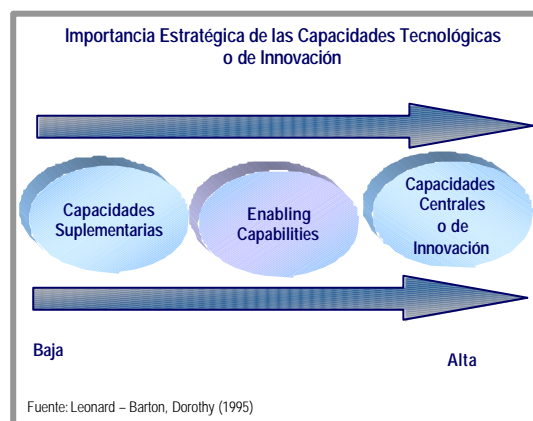 Importancia Estratégica de las Capacidades Tecnológicas
o de Innovación
Capacidades
Suplementarias
Enabling
Capabilities
Capacidades
Centrales
o de
Innovación
Baja
Alta
Fuente: Leonard – Barton, Dorothy (1995)